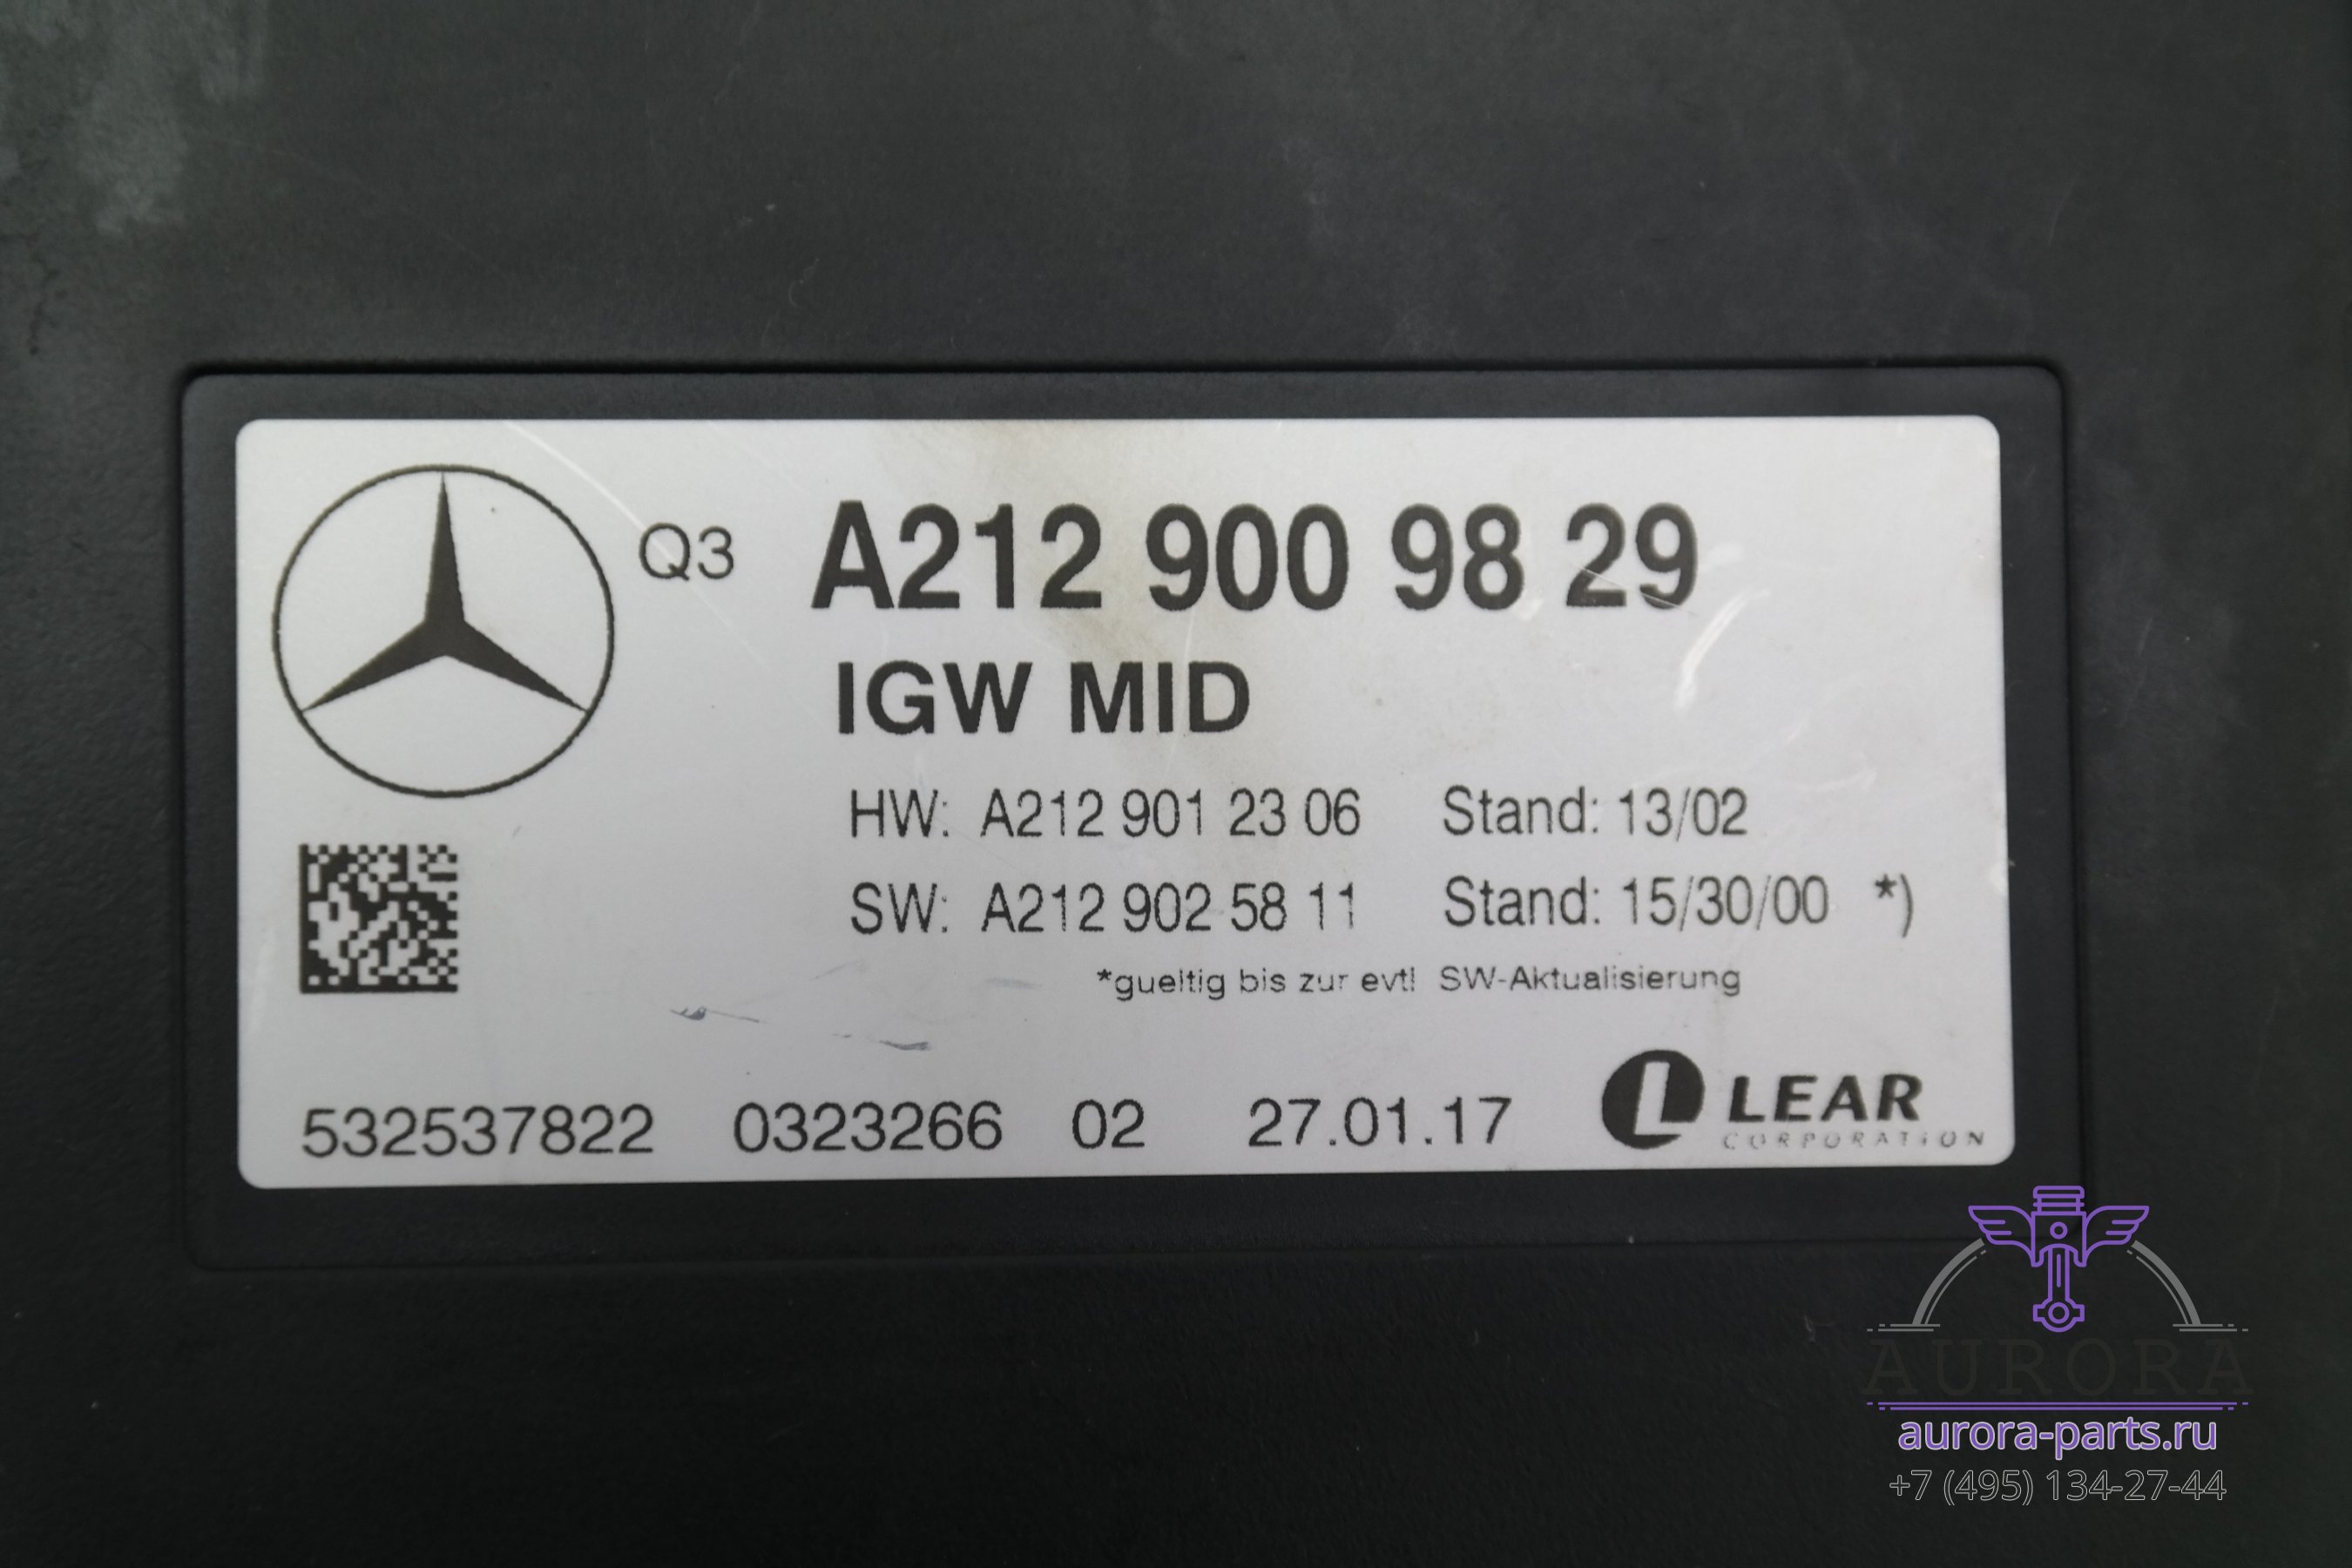 Q3 A212 900 98 29
IGW MID
HW: A212 901 23 06 Stand: 13/02
SW: A212 902 58 11 Stand: 15/30/00 *)
*gueltig bis zur evtl SW-Aktualisierung
532537822 0323266 02 27.01.17
LEAR
CORPORATION
AURORA
aurora-parts.ru
+7 (495) 134-27-44